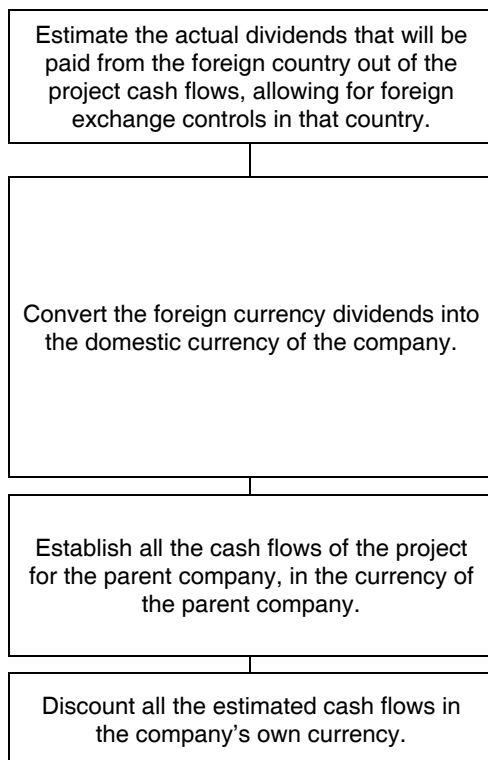 Estimate the actual dividends that will be
paid from the foreign country out of the
project cash flows, allowing for foreign
exchange controls in that country.
Convert the foreign currency dividends into
the domestic currency of the company.
Establish all the cash flows of the project
for the parent company, in the currency of
the parent company.
Discount all the estimated cash flows in
the company's own currency.